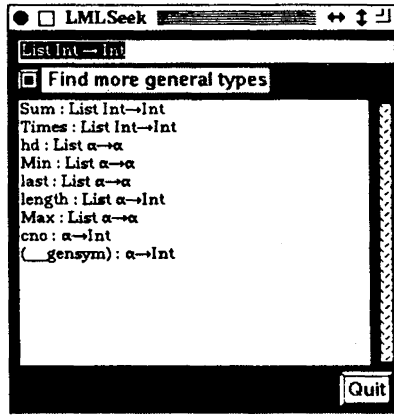 LMLSeek
List Int → Int
Find more general types
Sum : List Int→Int
Times : List Int→Int
hd : List α→α
Min : List α→α
last : List α→α
length : List α→Int
Max : List α→α
cno : α→Int
(__gensym) : α→Int
Quit